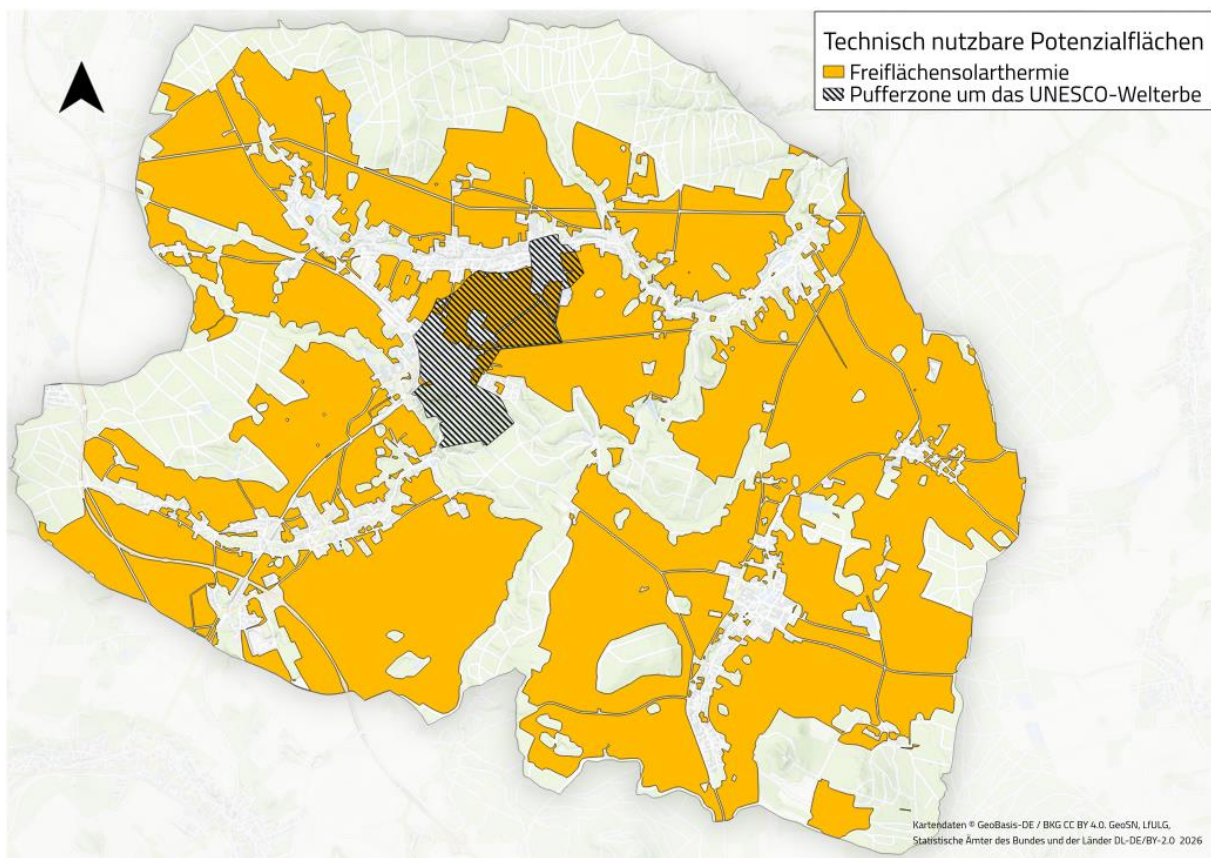 Technisch nutzbare Potenzialflächen
Freiflächensolarthermie
Pufferzone um das UNESCO-Welterbe
Kartendaten © GeoBasis-DE / BKG CC BY 4.0. GeoSN, LfULG,
Statistische Ämter des Bundes und der Länder DL-DE/BY-2.0 2026